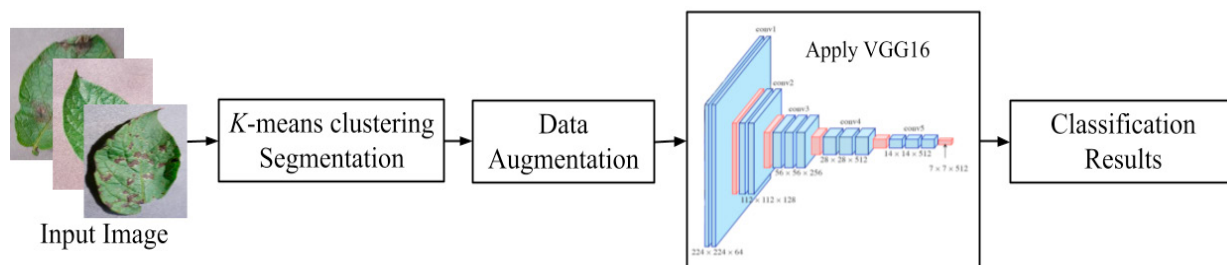 Input Image
K-means clustering
Segmentation
Data
Augmentation
Apply VGG16
conv1
conv2
conv3
conv4
conv5
224 × 224 × 64
112 × 112 × 128
56 × 56 × 256
28 × 28 × 512
14 × 14 × 512
7 × 7 × 512
Classification
Results